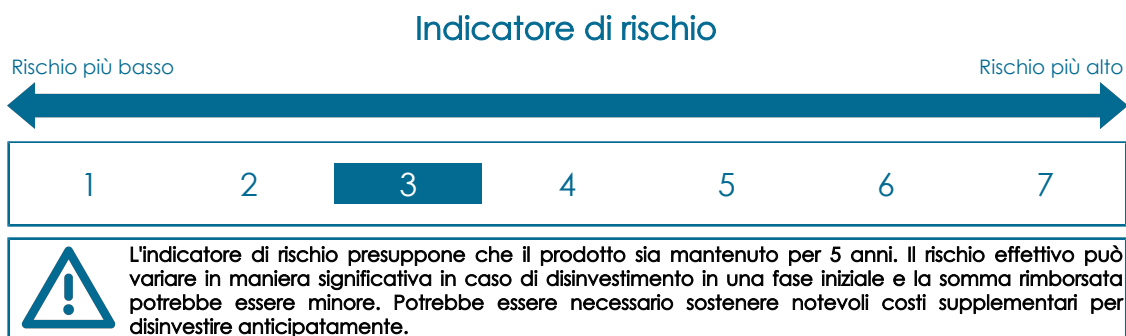 Indicatore di rischio
Rischio più basso
Rischio più alto
1 2 3 4 5 6 7
L'indicatore di rischio presuppone che il prodotto sia mantenuto per 5 anni. Il rischio effettivo può
variare in maniera significativa in caso di disinvestimento in una fase iniziale e la somma rimborsata
potrebbe essere minore. Potrebbe essere necessario sostenere notevoli costi supplementari per
disinvestire anticipatamente.